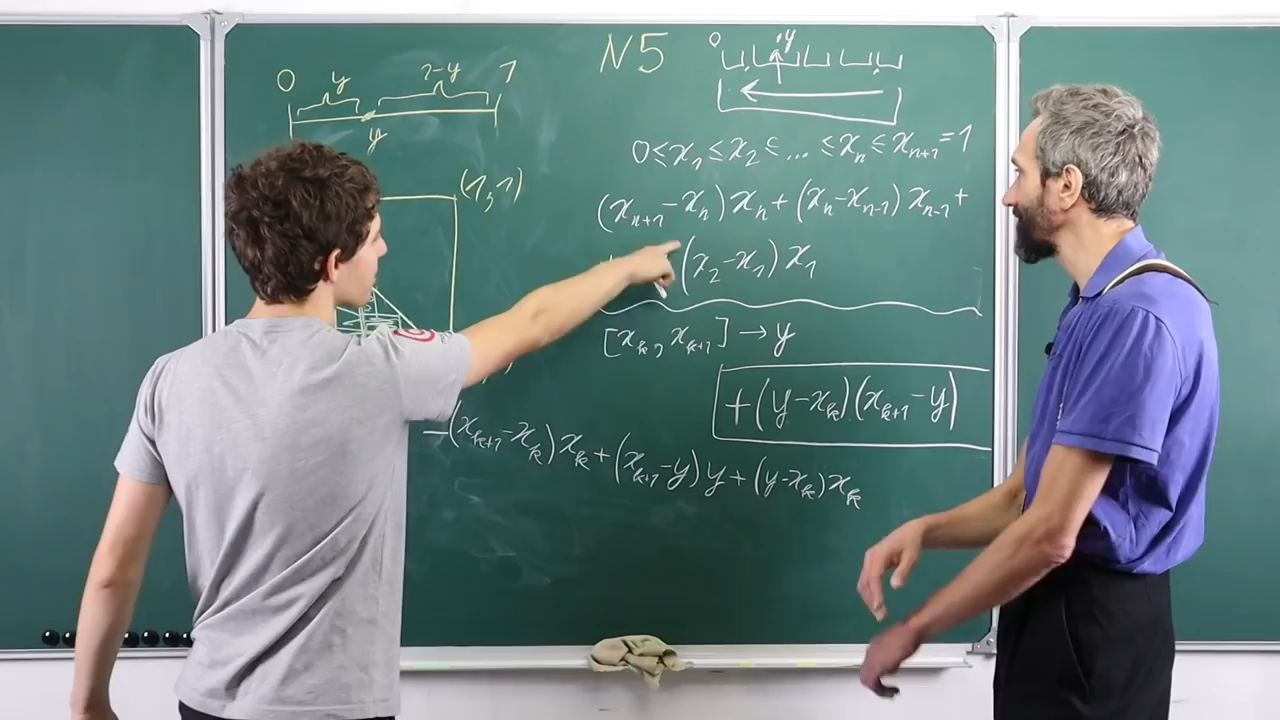 N5
0 y 1-y 1
y
0 y
(1,1)
0≤x₁≤x₂≤...≤xₙ≤xₙ₊₁=1
(xₙ₊₁-xₙ)xₙ+(xₙ-xₙ₋₁)xₙ₋₁+
(x₂-x₁)x₁
[xₖ, xₖ₊₁]→y
+(y-xₖ)(xₖ₊₁-y)
-(xₖ₊₁-xₖ)xₖ+(xₖ₊₁-y)y+(y-xₖ)xₖ